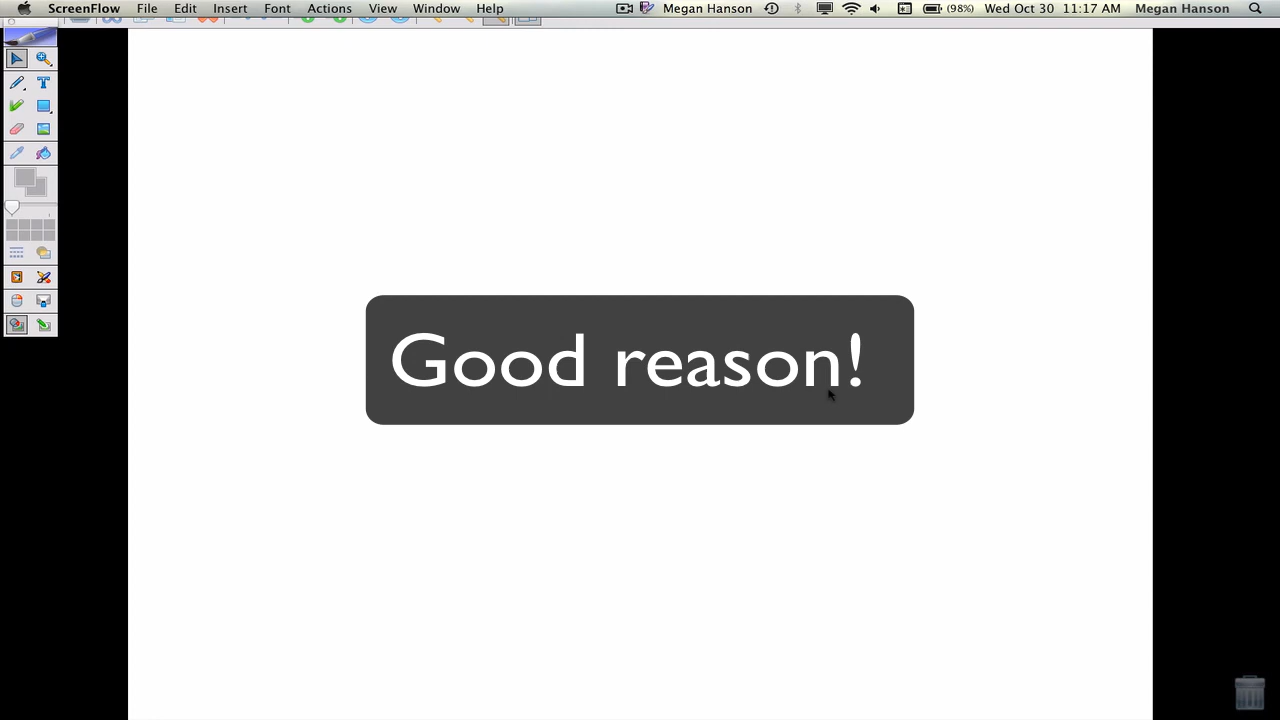 ScreenFlow File Edit Insert Font Actions View Window Help Megan Hanson (98%) Wed Oct 30 11:17 AM Megan Hanson
T
Good reason!